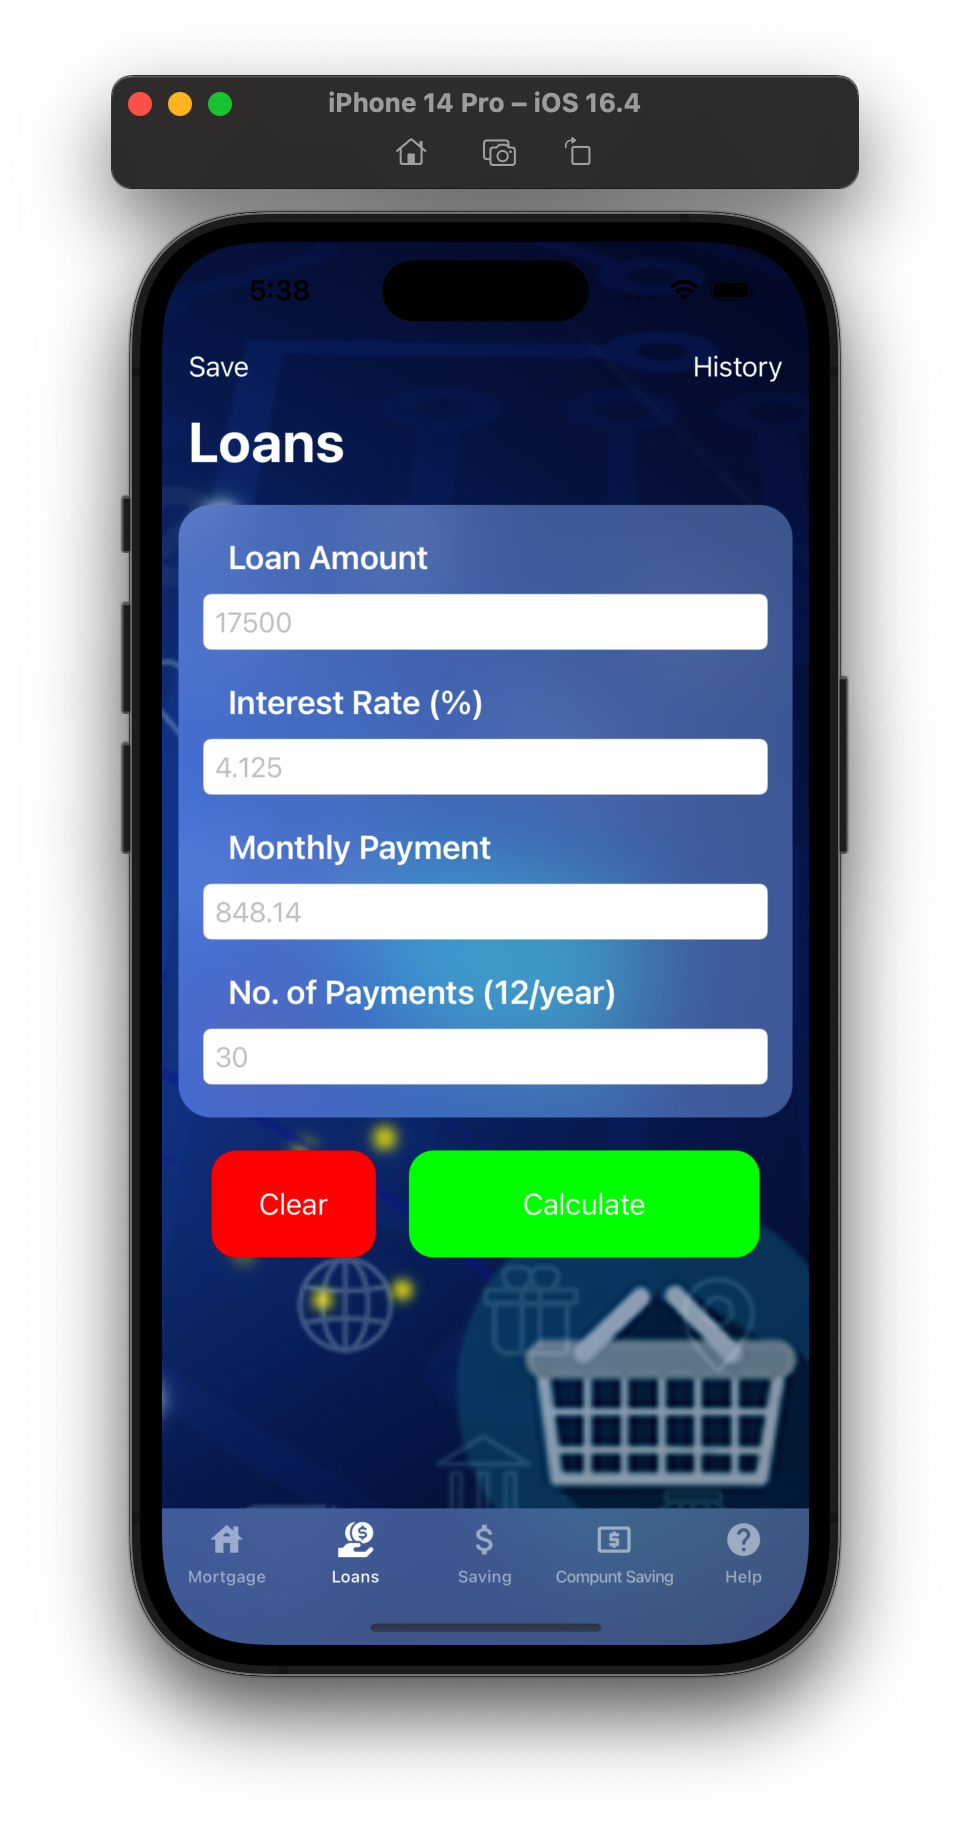 iPhone 14 Pro – iOS 16.4
5:38
Save History
Loans
Loan Amount
17500
Interest Rate (%)
4.125
Monthly Payment
848.14
No. of Payments (12/year)
30
Clear Calculate
Mortgage Loans Saving Compunt Saving Help